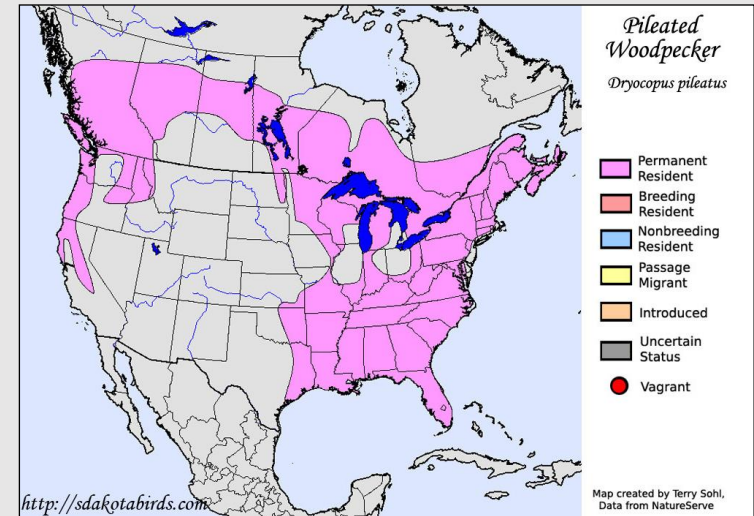 Pileated
Woodpecker
Dryocopus pileatus
Permanent
Resident
Breeding
Resident
Nonbreeding
Resident
Passage
Migrant
Introduced
Uncertain
Status
Vagrant
http://sdakotabirds.com
Map created by Terry Sohl,
Data from NatureServe